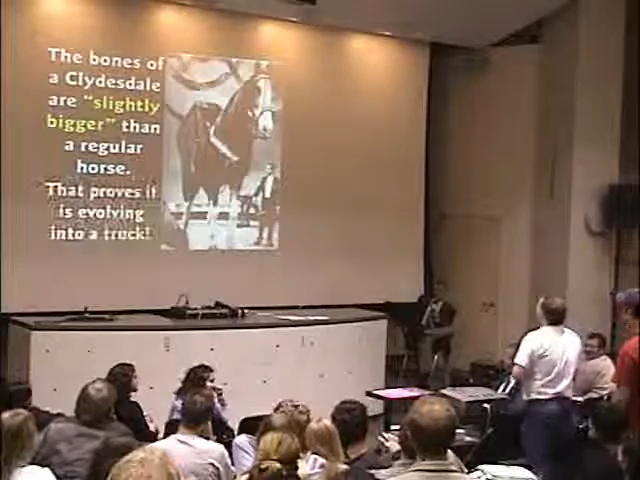 The bones of
a Clydesdale
are "slightly
bigger" than
a regular
horse.
That proves it
is evolving
into a truck!